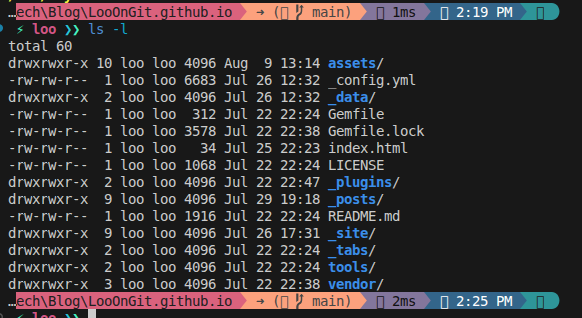 …ech\Blog\LooOnGit.github.io ➜ ( main) 1ms 2:19 PM
⚡ loo ❯❯ ls -l
total 60
drwxrwxr-x 10 loo loo 4096 Aug  9 13:14 assets/
-rw-rw-r--  1 loo loo 6683 Jul 26 12:32 _config.yml
drwxrwxr-x  2 loo loo 4096 Jul 26 12:32 _data/
-rw-rw-r--  1 loo loo  312 Jul 22 22:24 Gemfile
-rw-rw-r--  1 loo loo 3578 Jul 22 22:38 Gemfile.lock
-rw-rw-r--  1 loo loo   34 Jul 25 22:23 index.html
-rw-rw-r--  1 loo loo 1068 Jul 22 22:24 LICENSE
drwxrwxr-x  2 loo loo 4096 Jul 22 22:47 _plugins/
drwxrwxr-x  9 loo loo 4096 Jul 29 19:18 _posts/
-rw-rw-r--  1 loo loo 1916 Jul 22 22:24 README.md
drwxrwxr-x  9 loo loo 4096 Jul 26 17:31 _site/
drwxrwxr-x  2 loo loo 4096 Jul 22 22:24 _tabs/
drwxrwxr-x  2 loo loo 4096 Jul 22 22:24 tools/
drwxrwxr-x  3 loo loo 4096 Jul 22 22:38 vendor/
…ech\Blog\LooOnGit.github.io ➜ ( main) 2ms 2:25 PM
⚡ loo ❯❯